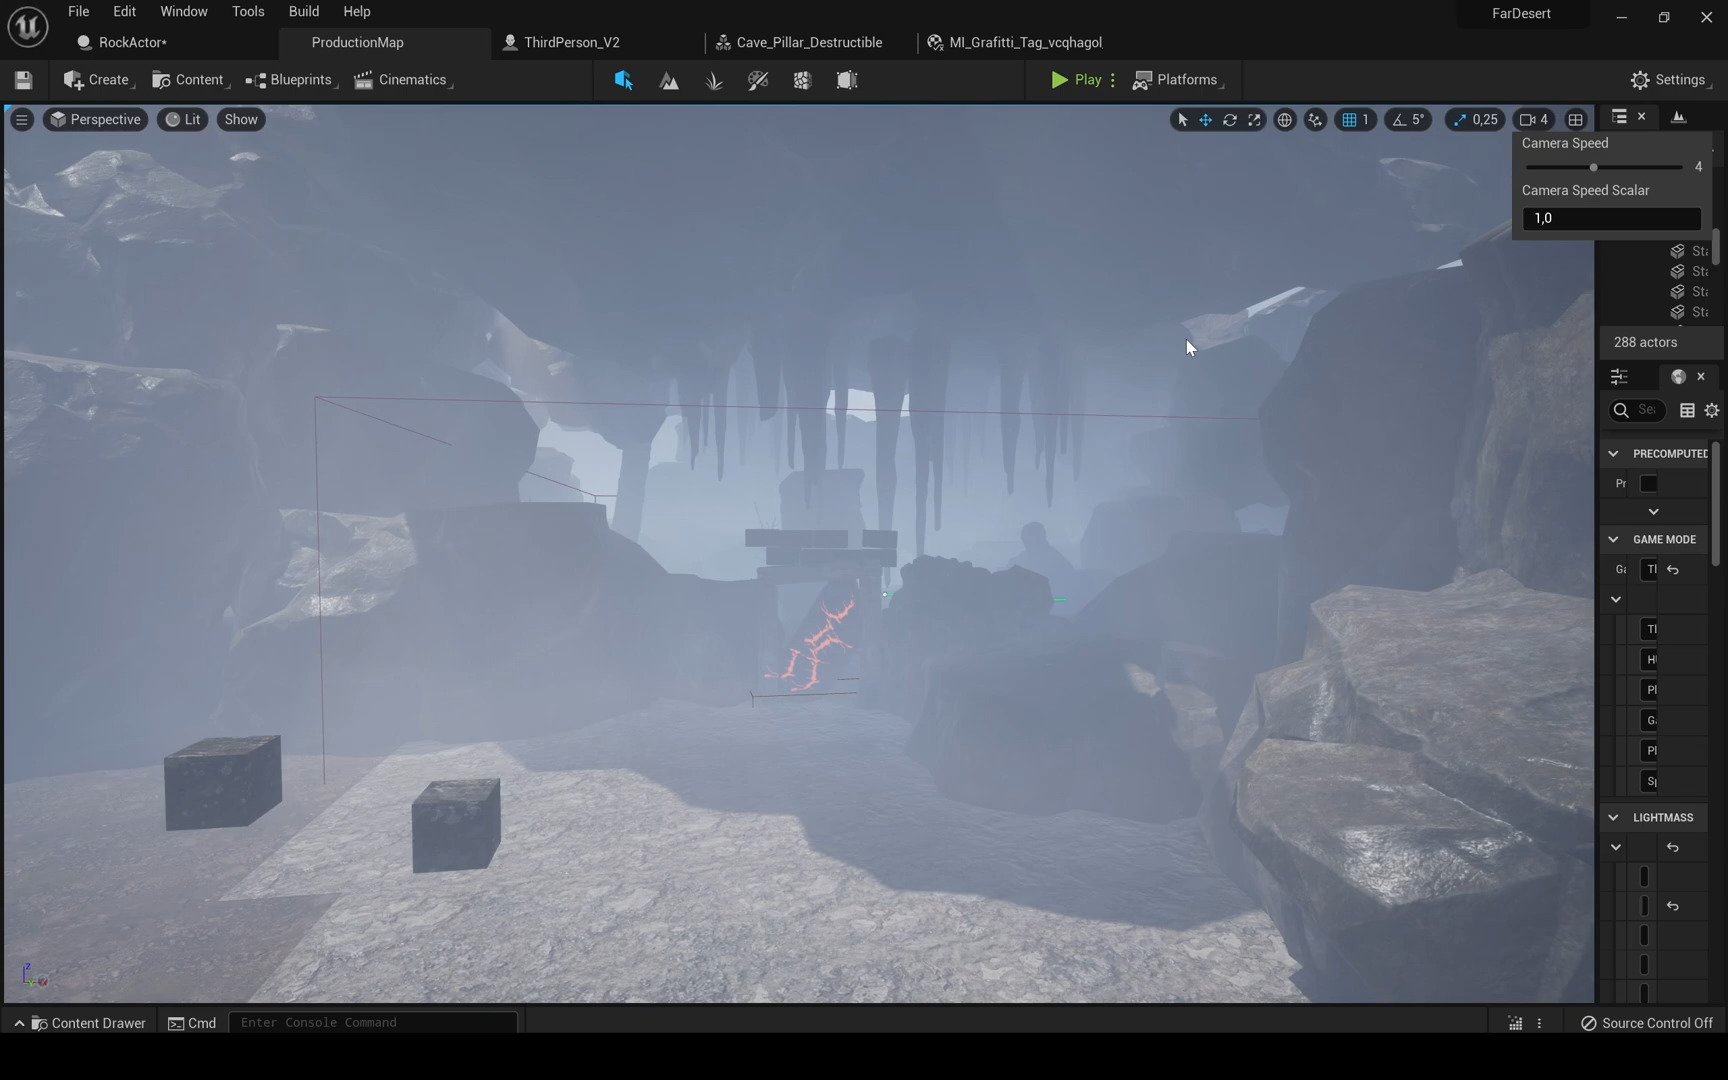 File Edit Window Tools Build Help
FarDesert
RockActor*
ProductionMap
ThirdPerson_V2
Cave_Pillar_Destructible
MI_Grafitti_Tag_vcqhagol
Create
Content
Blueprints
Cinematics
Play
Platforms
Settings
Perspective
Lit
Show
1
5°
0,25
4
Camera Speed
4
Camera Speed Scalar
1,0
288 actors
PRECOMPUTED
GAME MODE
LIGHTMASS
Content Drawer
Cmd
Enter Console Command
Source Control Off